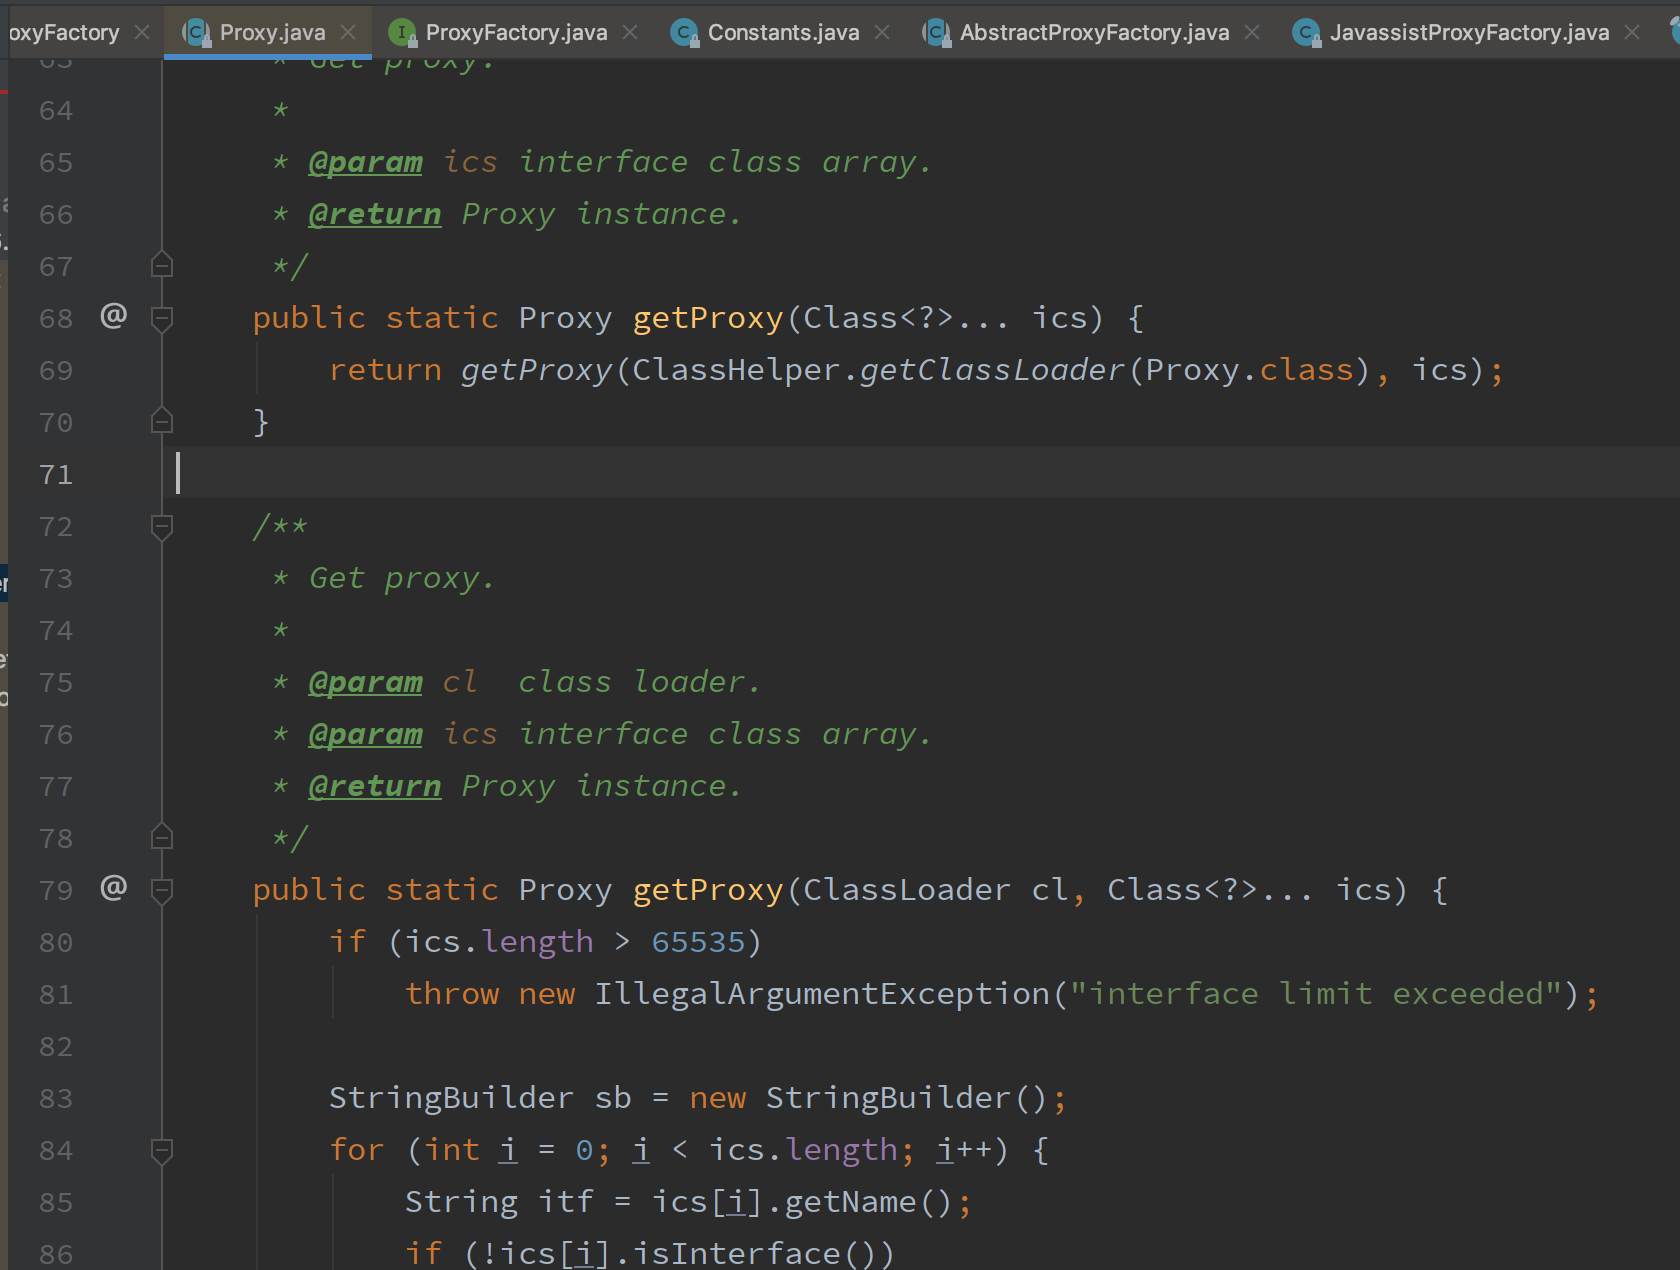 oxyFactory Proxy.java ProxyFactory.java Constants.java AbstractProxyFactory.java JavassistProxyFactory.java
63 * Get proxy.
64 *
65 * @param ics interface class array.
66 * @return Proxy instance.
67 */
68 @ public static Proxy getProxy(Class<?>... ics) {
69 return getProxy(ClassHelper.getClassLoader(Proxy.class), ics);
70 }
71
72 /**
73 * Get proxy.
74 *
75 * @param cl  class loader.
76 * @param ics interface class array.
77 * @return Proxy instance.
78 */
79 @ public static Proxy getProxy(ClassLoader cl, Class<?>... ics) {
80 if (ics.length > 65535)
81 throw new IllegalArgumentException("interface limit exceeded");
82
83 StringBuilder sb = new StringBuilder();
84 for (int i = 0; i < ics.length; i++) {
85 String itf = ics[i].getName();
86 if (!ics[i].isInterface())